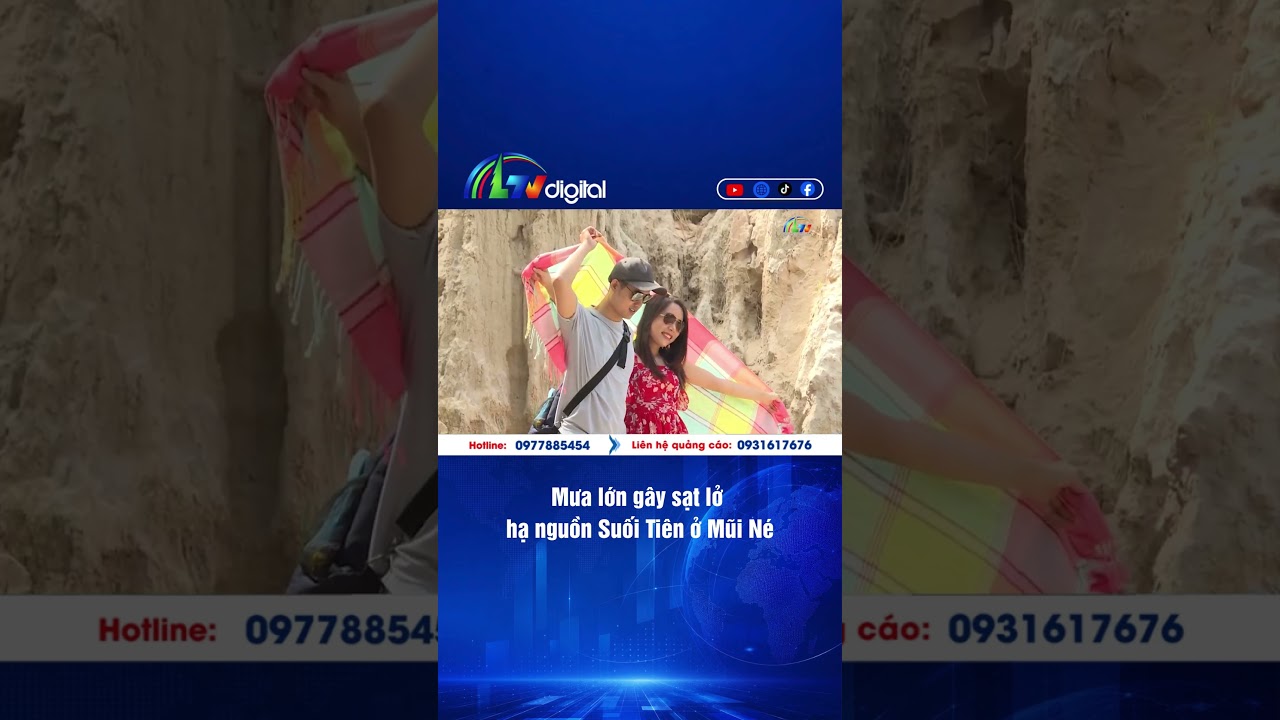 LTV digital
LTV
Hotline: 0977885454 Liên hệ quảng cáo: 0931617676
Mưa lớn gây sạt lở
hạ nguồn Suối Tiên ở Mũi Né
Hotline: 097788545
cáo: 0931617676